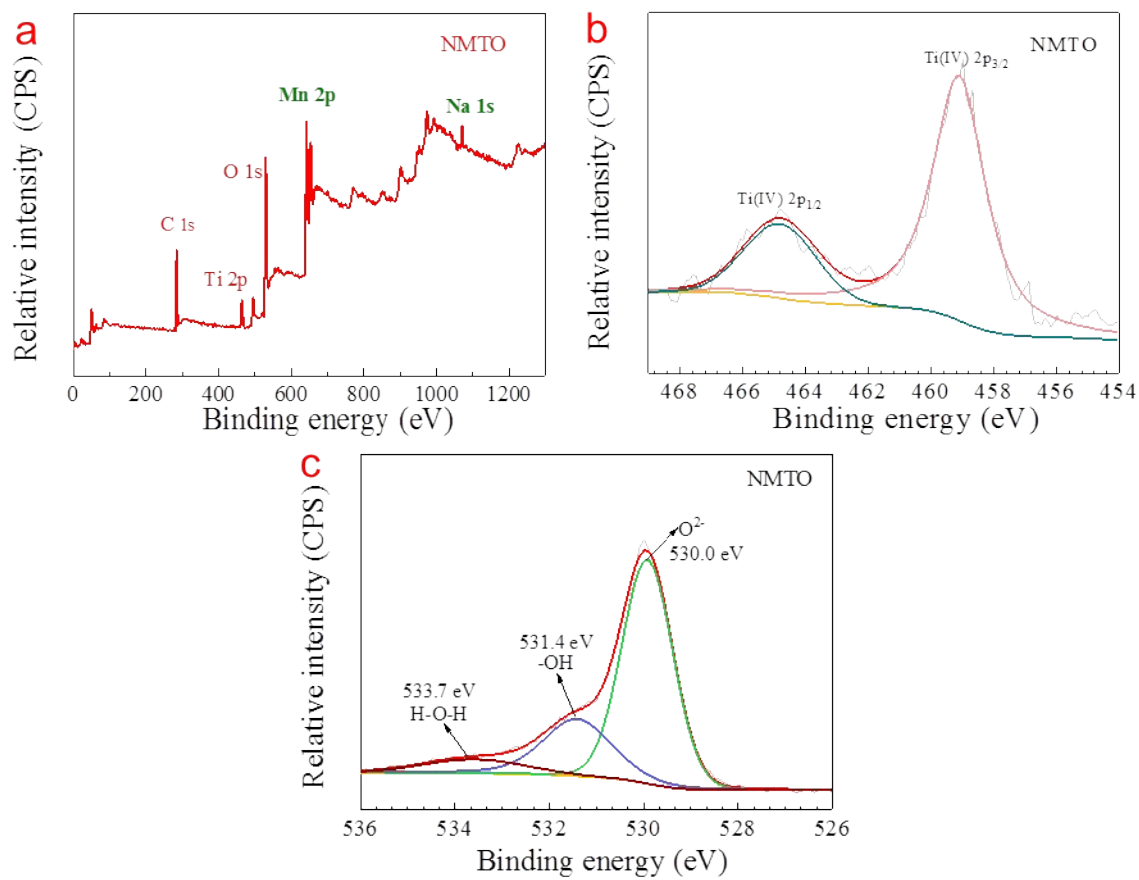 a
NMTO
Mn 2p
Na 1s
O 1s
C 1s
Ti 2p
Relative intensity (CPS)
0 200 400 600 800 1000 1200
Binding energy (eV)
b
NMTO
Ti(IV) 2p3/2
Ti(IV) 2p1/2
Relative intensity (CPS)
468 466 464 462 460 458 456 454
Binding energy (eV)
c
NMTO
O2-
530.0 eV
531.4 eV
-OH
533.7 eV
H-O-H
Relative intensity (CPS)
536 534 532 530 528 526
Binding energy (eV)